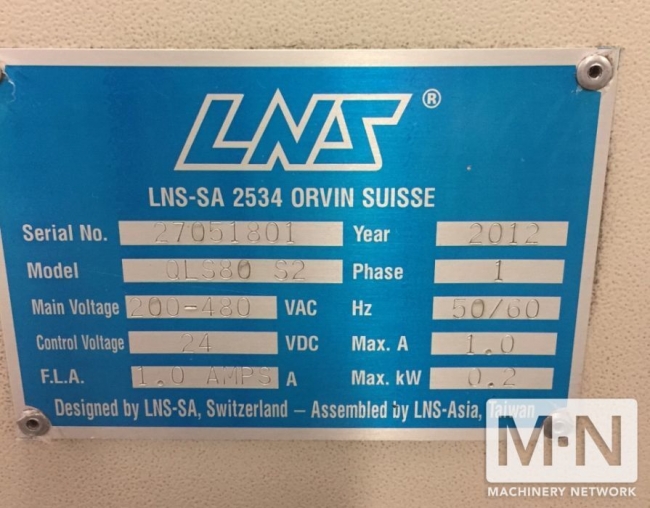 LNS®
LNS-SA 2534 ORVIN SUISSE
Serial No. 27051801 Year 2012
Model QLS80 S2 Phase 1
Main Voltage 200-480 VAC Hz 50/60
Control Voltage 24 VDC Max. A 1.0
F.L.A. 1.0 AMPS A Max. kW 0.2
Designed by LNS-SA, Switzerland – Assembled by LNS-Asia, Taiwan
M·N
MACHINERY NETWORK